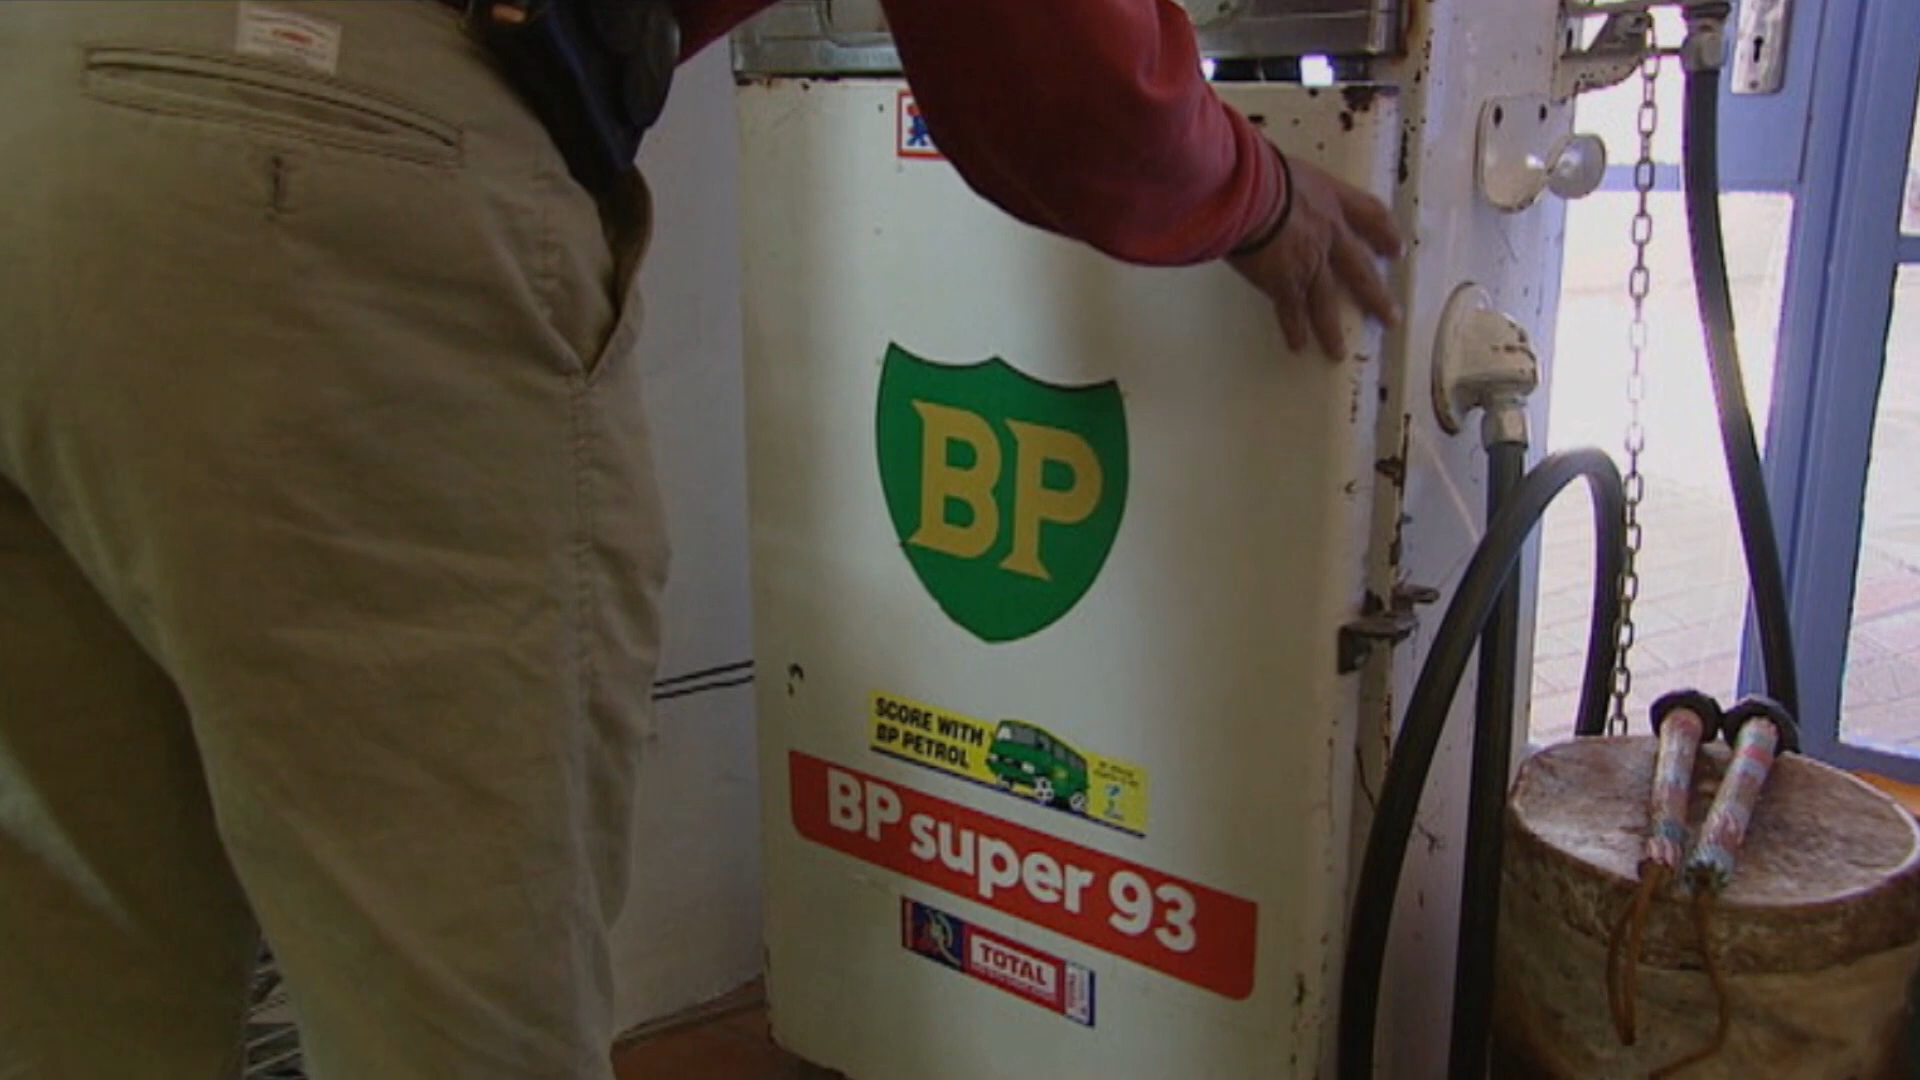 BP
SCORE WITH
BP PETROL
BP super 93
TOTAL